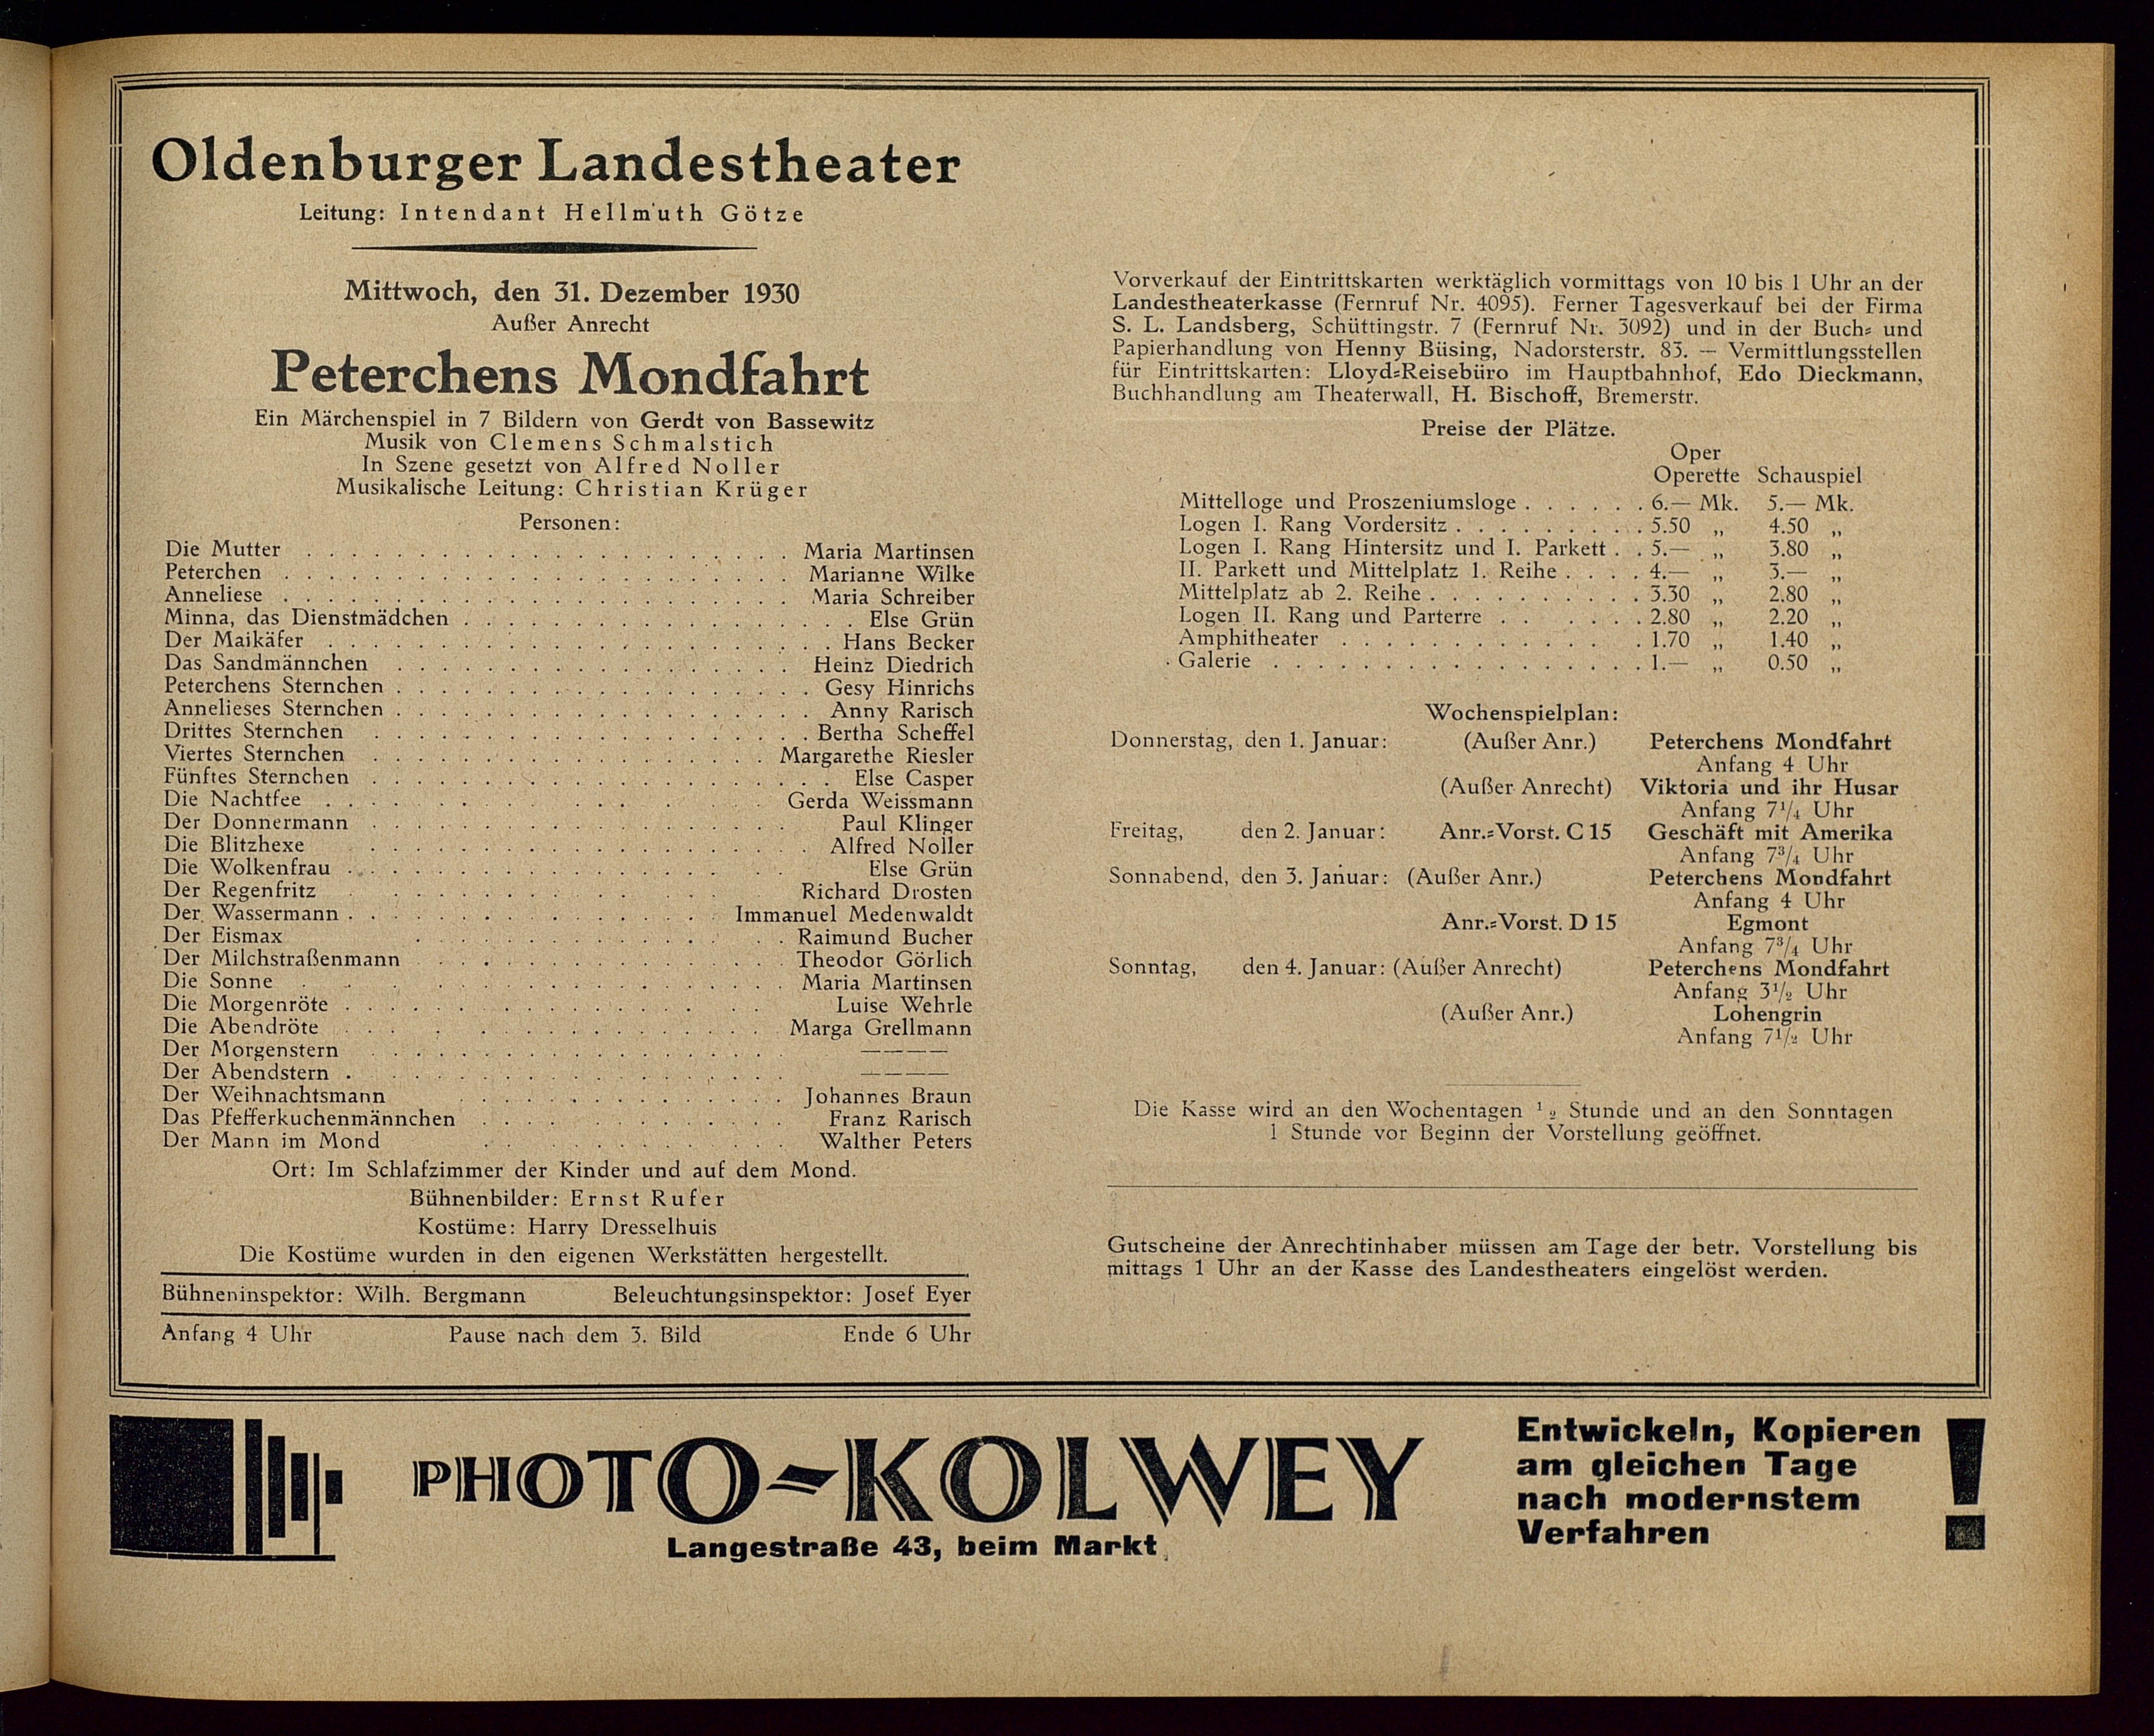 Oldenburger Landestheater
Leitung: Intendant Hellmuth Götze
Mittwoch, den 31. Dezember 1930
Außer Anrecht
Peterchens Mondfahrt
Ein Märchenspiel in 7 Bildern von Gerdt von Bassewitz
Musik von Clemens Schmalstich
In Szene gesetzt von Alfred Noller
Musikalische Leitung: Christian Krüger
Personen:
Die Mutter . . . . . Maria Martinsen
Peterchen . . . . . Marianne Wilke
Anneliese . . . . . Maria Schreiber
Minna, das Dienstmädchen . . . . . Else Grün
Der Maikäfer . . . . . Hans Becker
Das Sandmännchen . . . . . Heinz Diedrich
Peterchens Sternchen . . . . . Gesy Hinrichs
Annelieses Sternchen . . . . . Anny Rarisch
Drittes Sternchen . . . . . Bertha Scheffel
Viertes Sternchen . . . . . Margarethe Riesler
Fünftes Sternchen . . . . . Else Casper
Die Nachtfee . . . . . Gerda Weissmann
Der Donnermann . . . . . Paul Klinger
Die Blitzhexe . . . . . Alfred Noller
Die Wolkenfrau . . . . . Else Grün
Der Regenfritz . . . . . Richard Drosten
Der Wassermann . . . . . Immanuel Medenwaldt
Der Eismax . . . . . Raimund Bucher
Der Milchstraßenmann . . . . . Theodor Görlich
Die Sonne . . . . . Maria Martinsen
Die Morgenröte . . . . . Luise Wehrle
Die Abendröte . . . . . Marga Grellmann
Der Morgenstern . . . . . ————
Der Abendstern . . . . . ————
Der Weihnachtsmann . . . . . Johannes Braun
Das Pfefferkuchenmännchen . . . . . Franz Rarisch
Der Mann im Mond . . . . . Walther Peters
Ort: Im Schlafzimmer der Kinder und auf dem Mond.
Bühnenbilder: Ernst Rufer
Kostüme: Harry Dresselhuis
Die Kostüme wurden in den eigenen Werkstätten hergestellt.
Bühneninspektor: Wilh. Bergmann Beleuchtungsinspektor: Josef Eyer
Anfang 4 Uhr Pause nach dem 3. Bild Ende 6 Uhr
Vorverkauf der Eintrittskarten werktäglich vormittags von 10 bis 1 Uhr an der
Landestheaterkasse (Fernruf Nr. 4095). Ferner Tagesverkauf bei der Firma
S. L. Landsberg, Schüttingstr. 7 (Fernruf Nr. 3092) und in der Buch= und
Papierhandlung von Henny Büsing, Nadorsterstr. 83. — Vermittlungsstellen
für Eintrittskarten: Lloyd=Reisebüro im Hauptbahnhof, Edo Dieckmann,
Buchhandlung am Theaterwall, H. Bischoff, Bremerstr.
Preise der Plätze.
Oper
Operette Schauspiel
Mittelloge und Proszeniumsloge . . . . . . 6.— Mk. 5.— Mk.
Logen I. Rang Vordersitz . . . . . 5.50 „ 4.50 „
Logen I. Rang Hintersitz und I. Parkett . . 5.— „ 3.80 „
II. Parkett und Mittelplatz 1. Reihe . . . . 4.— „ 3.— „
Mittelplatz ab 2. Reihe . . . . . 3.30 „ 2.80 „
Logen II. Rang und Parterre . . . . . 2.80 „ 2.20 „
Amphitheater . . . . . 1.70 „ 1.40 „
Galerie . . . . . 1.— „ 0.50 „
Wochenspielplan:
Donnerstag, den 1. Januar: (Außer Anr.) Peterchens Mondfahrt
Anfang 4 Uhr
(Außer Anrecht) Viktoria und ihr Husar
Anfang 7¹/₄ Uhr
Freitag, den 2. Januar: Anr.=Vorst. C 15 Geschäft mit Amerika
Anfang 7³/₄ Uhr
Sonnabend, den 3. Januar: (Außer Anr.) Peterchens Mondfahrt
Anfang 4 Uhr
Anr.=Vorst. D 15 Egmont
Anfang 7³/₄ Uhr
Sonntag, den 4. Januar: (Außer Anrecht) Peterchens Mondfahrt
Anfang 3¹/₂ Uhr
(Außer Anr.) Lohengrin
Anfang 7¹/₂ Uhr
Die Kasse wird an den Wochentagen ¹/₂ Stunde und an den Sonntagen
1 Stunde vor Beginn der Vorstellung geöffnet.
Gutscheine der Anrechtinhaber müssen am Tage der betr. Vorstellung bis
mittags 1 Uhr an der Kasse des Landestheaters eingelöst werden.
PHOTO=KOLWEY
Langestraße 43, beim Markt
Entwickeln, Kopieren
am gleichen Tage
nach modernstem
Verfahren !